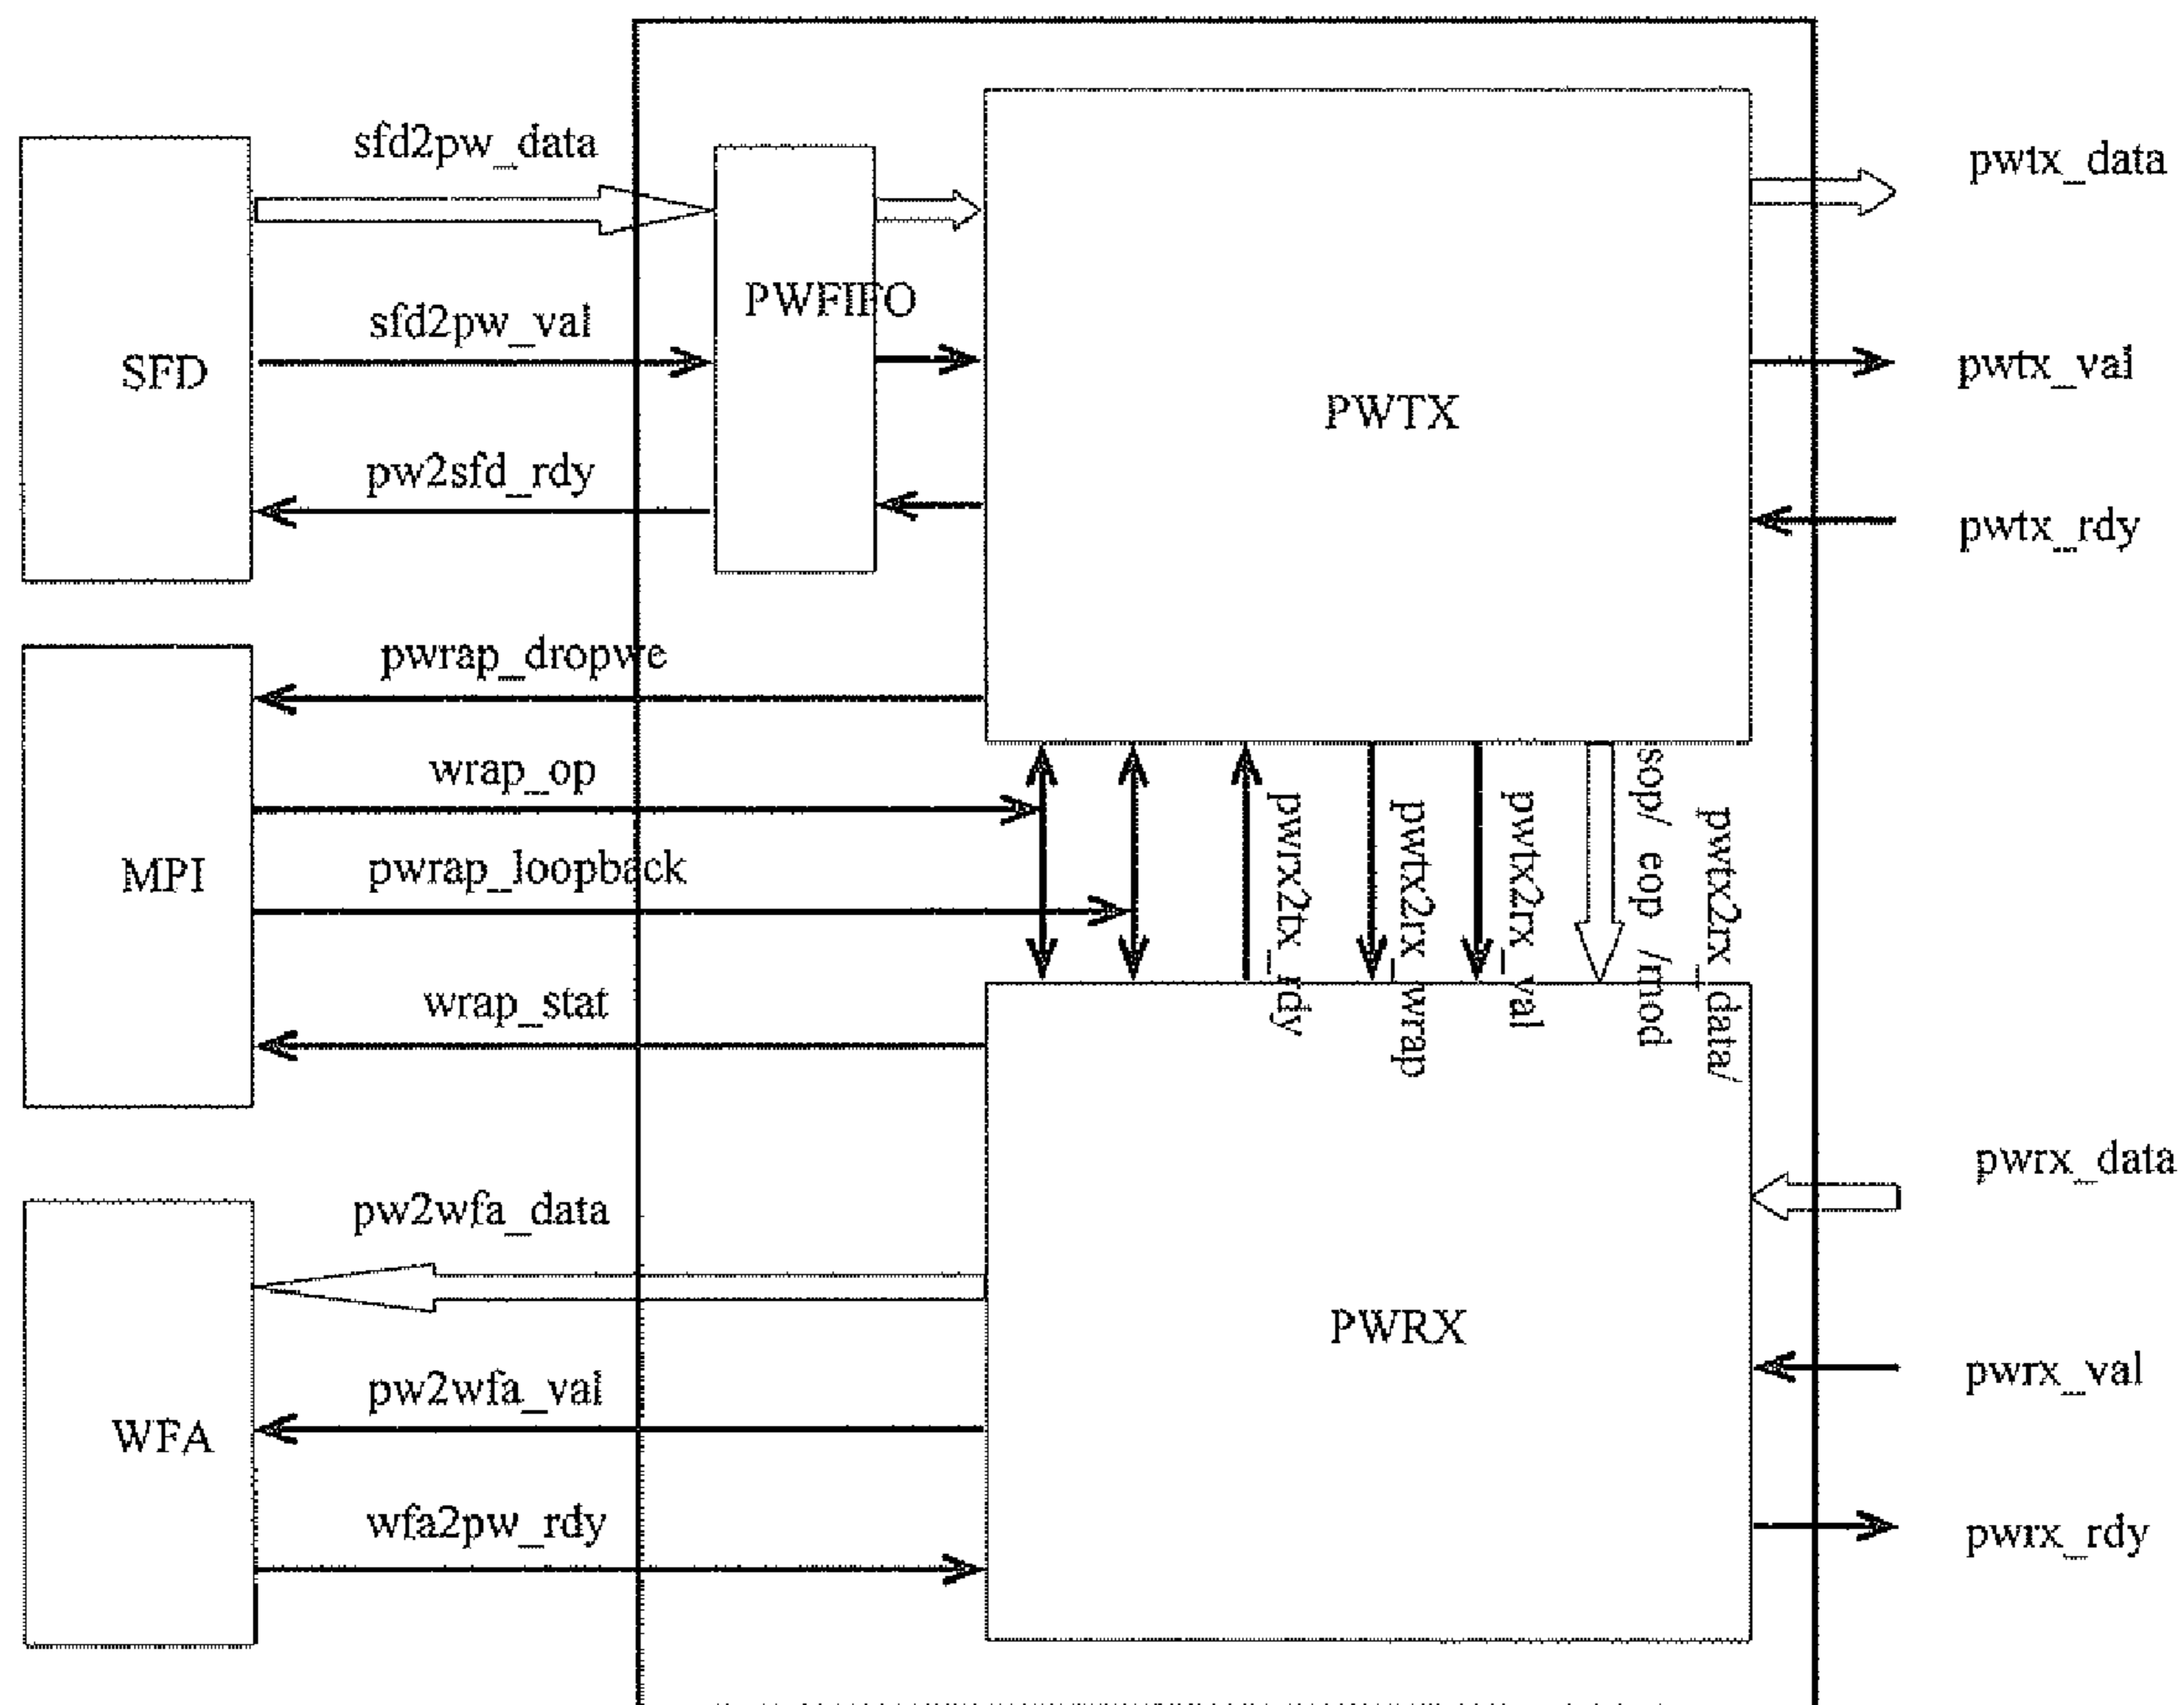 sfd2pw_data
pwtx_data
PWFIFO
sfd2pw_val
SFD
PWTX
pwtx_val
pw2sfd_rdy
pwtx_rdy
pwrap_dropwe
wrap_op
MPI
pwrap_loopback
wrap_stat
pwrx2tx_rdy
pwtx2rx_wrap
pwtx2rx_val
pwtx2rx_data/
sop/ eop /mod
pwrx_data
pw2wfa_data
PWRX
pw2wfa_val
pwrx_val
WFA
wfa2pw_rdy
pwrx_rdy